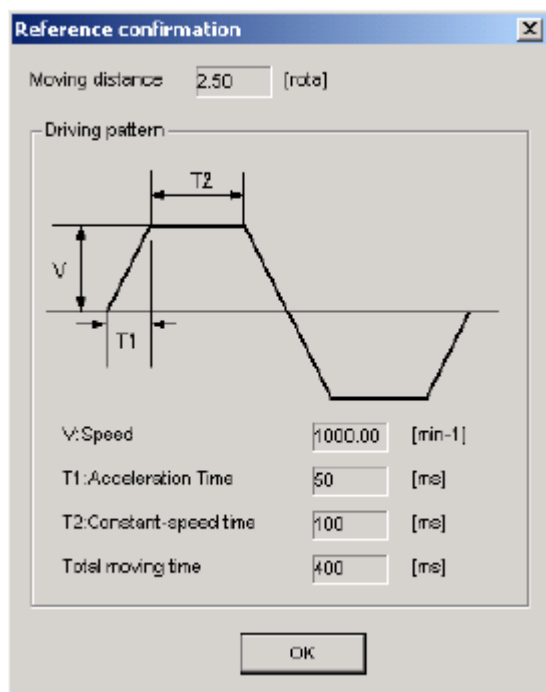 Reference confirmation
Moving distance 2.50 [rota]
Driving pattern
T2
V
T1
V:Speed 1000.00 [min-1]
T1:Acceleration Time 50 [ms]
T2:Constant-speed time 100 [ms]
Total moving time 400 [ms]
OK